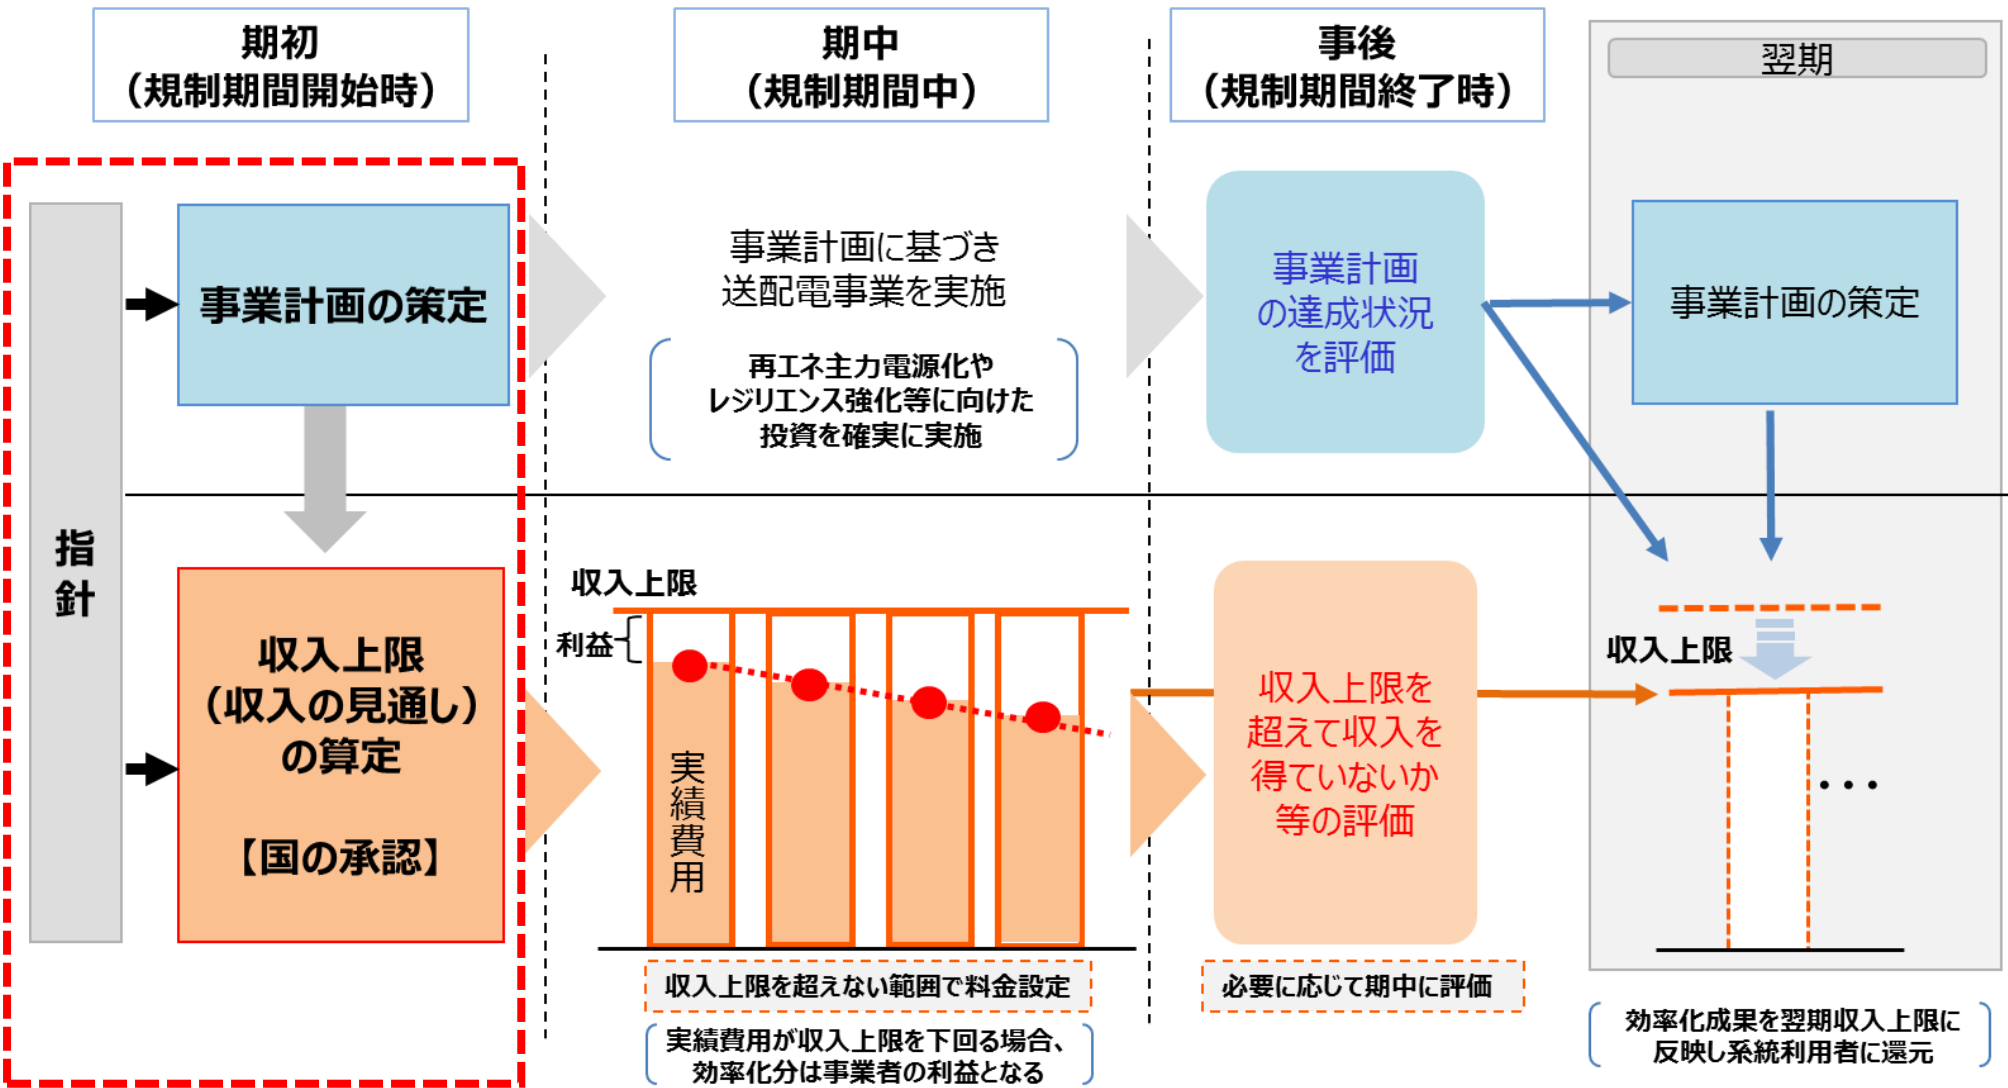 期初
（規制期間開始時）
期中
（規制期間中）
事後
（規制期間終了時）
翌期
指
針
事業計画の策定
事業計画に基づき
送配電事業を実施
再エネ主力電源化や
レジリエンス強化等に向けた
投資を確実に実施
事業計画
の達成状況
を評価
事業計画の策定
収入上限
（収入の見通し）
の算定
【国の承認】
収入上限
利益
実績費用
収入上限を超えない範囲で料金設定
実績費用が収入上限を下回る場合、
効率化分は事業者の利益となる
収入上限を
超えて収入を
得ていないか
等の評価
必要に応じて期中に評価
収入上限
・・・
効率化成果を翌期収入上限に
反映し系統利用者に還元